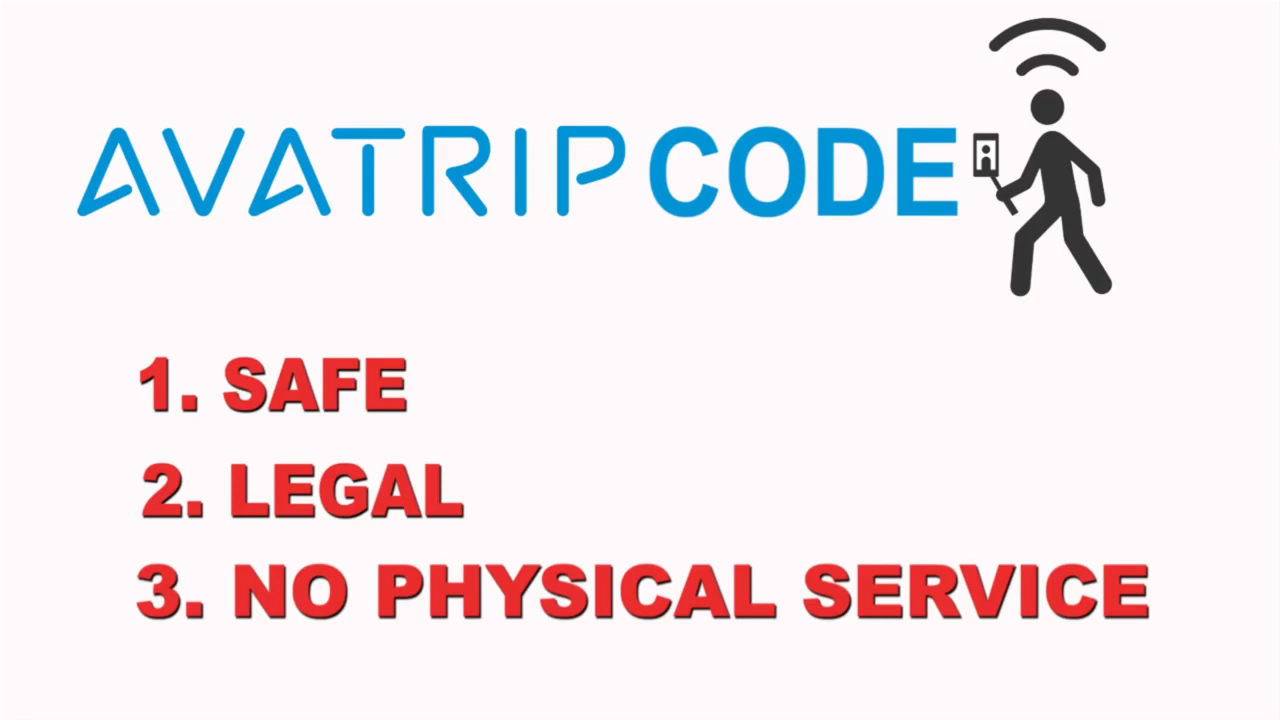 AVATRIP CODE
1. SAFE
2. LEGAL
3. NO PHYSICAL SERVICE